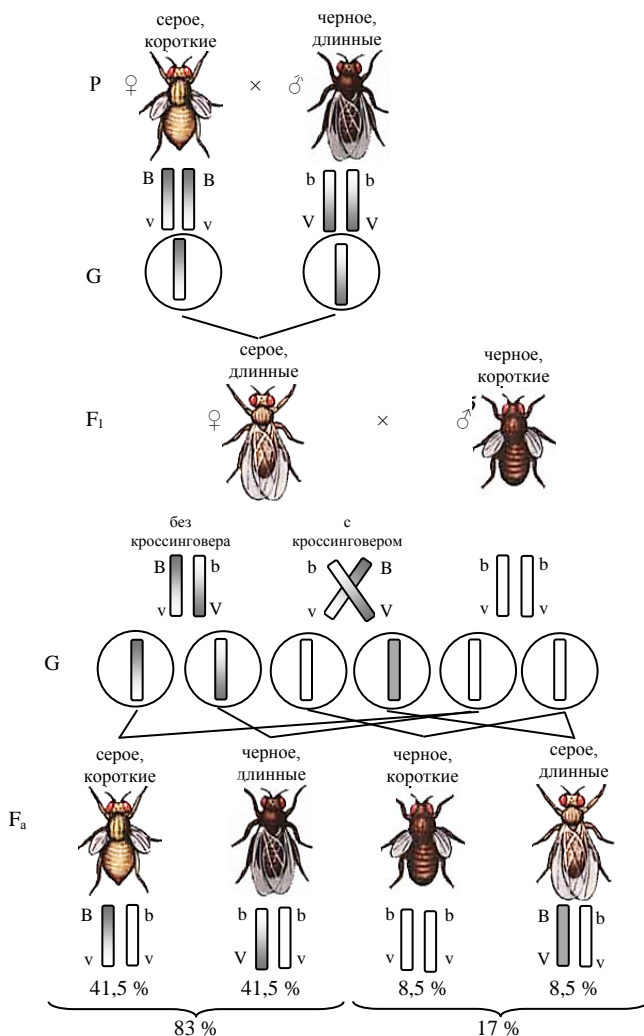 серое, черное,
короткие длинные
P ♀ × ♂
B B b b
v v V V
G
серое, черное,
длинные короткие
F₁ ♀ × ♂
без с
кроссинговера кроссинговером
B b b B b b
v V v V v v
G
серое, черное, черное, серое,
короткие длинные короткие длинные
Fₐ
B b b b b b B b
v v V v v v V v
41,5 % 41,5 % 8,5 % 8,5 %
83 % 17 %